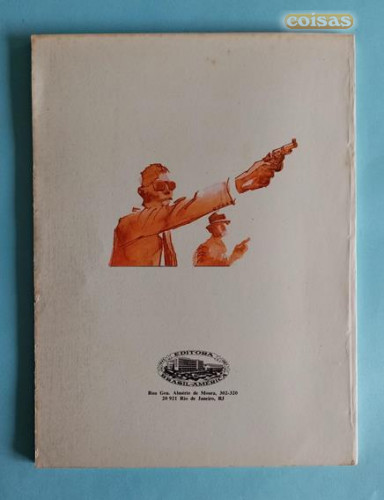 coisas
EDITORA
BRASIL-AMÉRICA
Rua Gen. Almério de Moura, 302-320
20 921 Rio de Janeiro, RJ